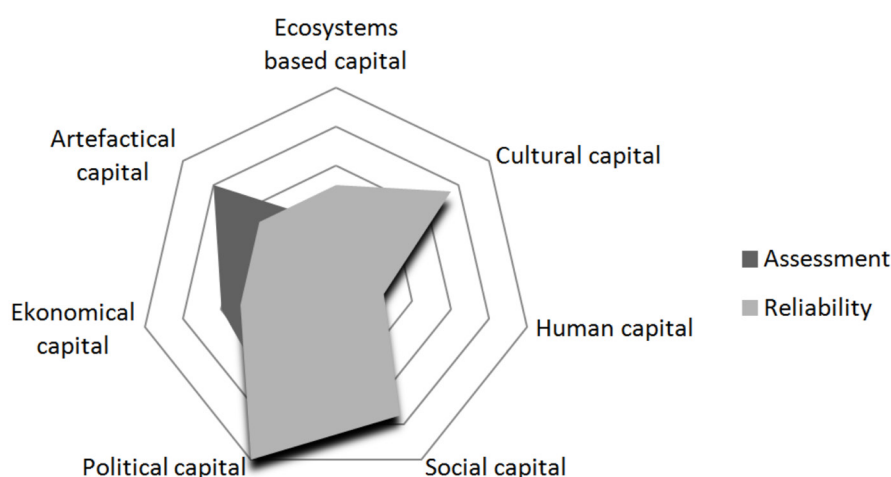 Ecosystems
based capital
Artefactical
capital
Cultural capital
Assessment
Reliability
Ekonomical
capital
Human capital
Political capital
Social capital